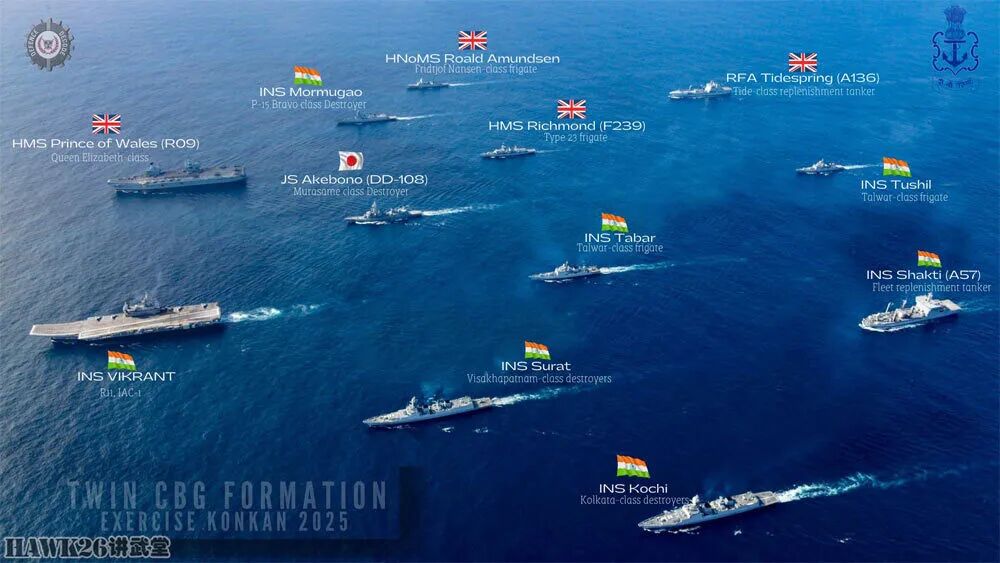 DEFENCE DECODE
HNoMS Roald Amundsen
Fridtjof Nansen-class frigate
INS Mormugao
P-15 Bravo class Destroyer
RFA Tidespring (A136)
Tide-class replenishment tanker
HMS Richmond (F239)
Type 23 frigate
HMS Prince of Wales (R09)
Queen Elizabeth-class
JS Akebono (DD-108)
Murasame class Destroyer
INS Tushil
Talwar-class frigate
INS Tabar
Talwar-class frigate
INS Shakti (A57)
Fleet replenishment tanker
INS VIKRANT
R11, IAC-1
INS Surat
Visakhapatnam-class destroyers
INS Kochi
Kolkata-class destroyers
TWIN CBG FORMATION
EXERCISE KONKAN 2025
HAWK26讲武堂